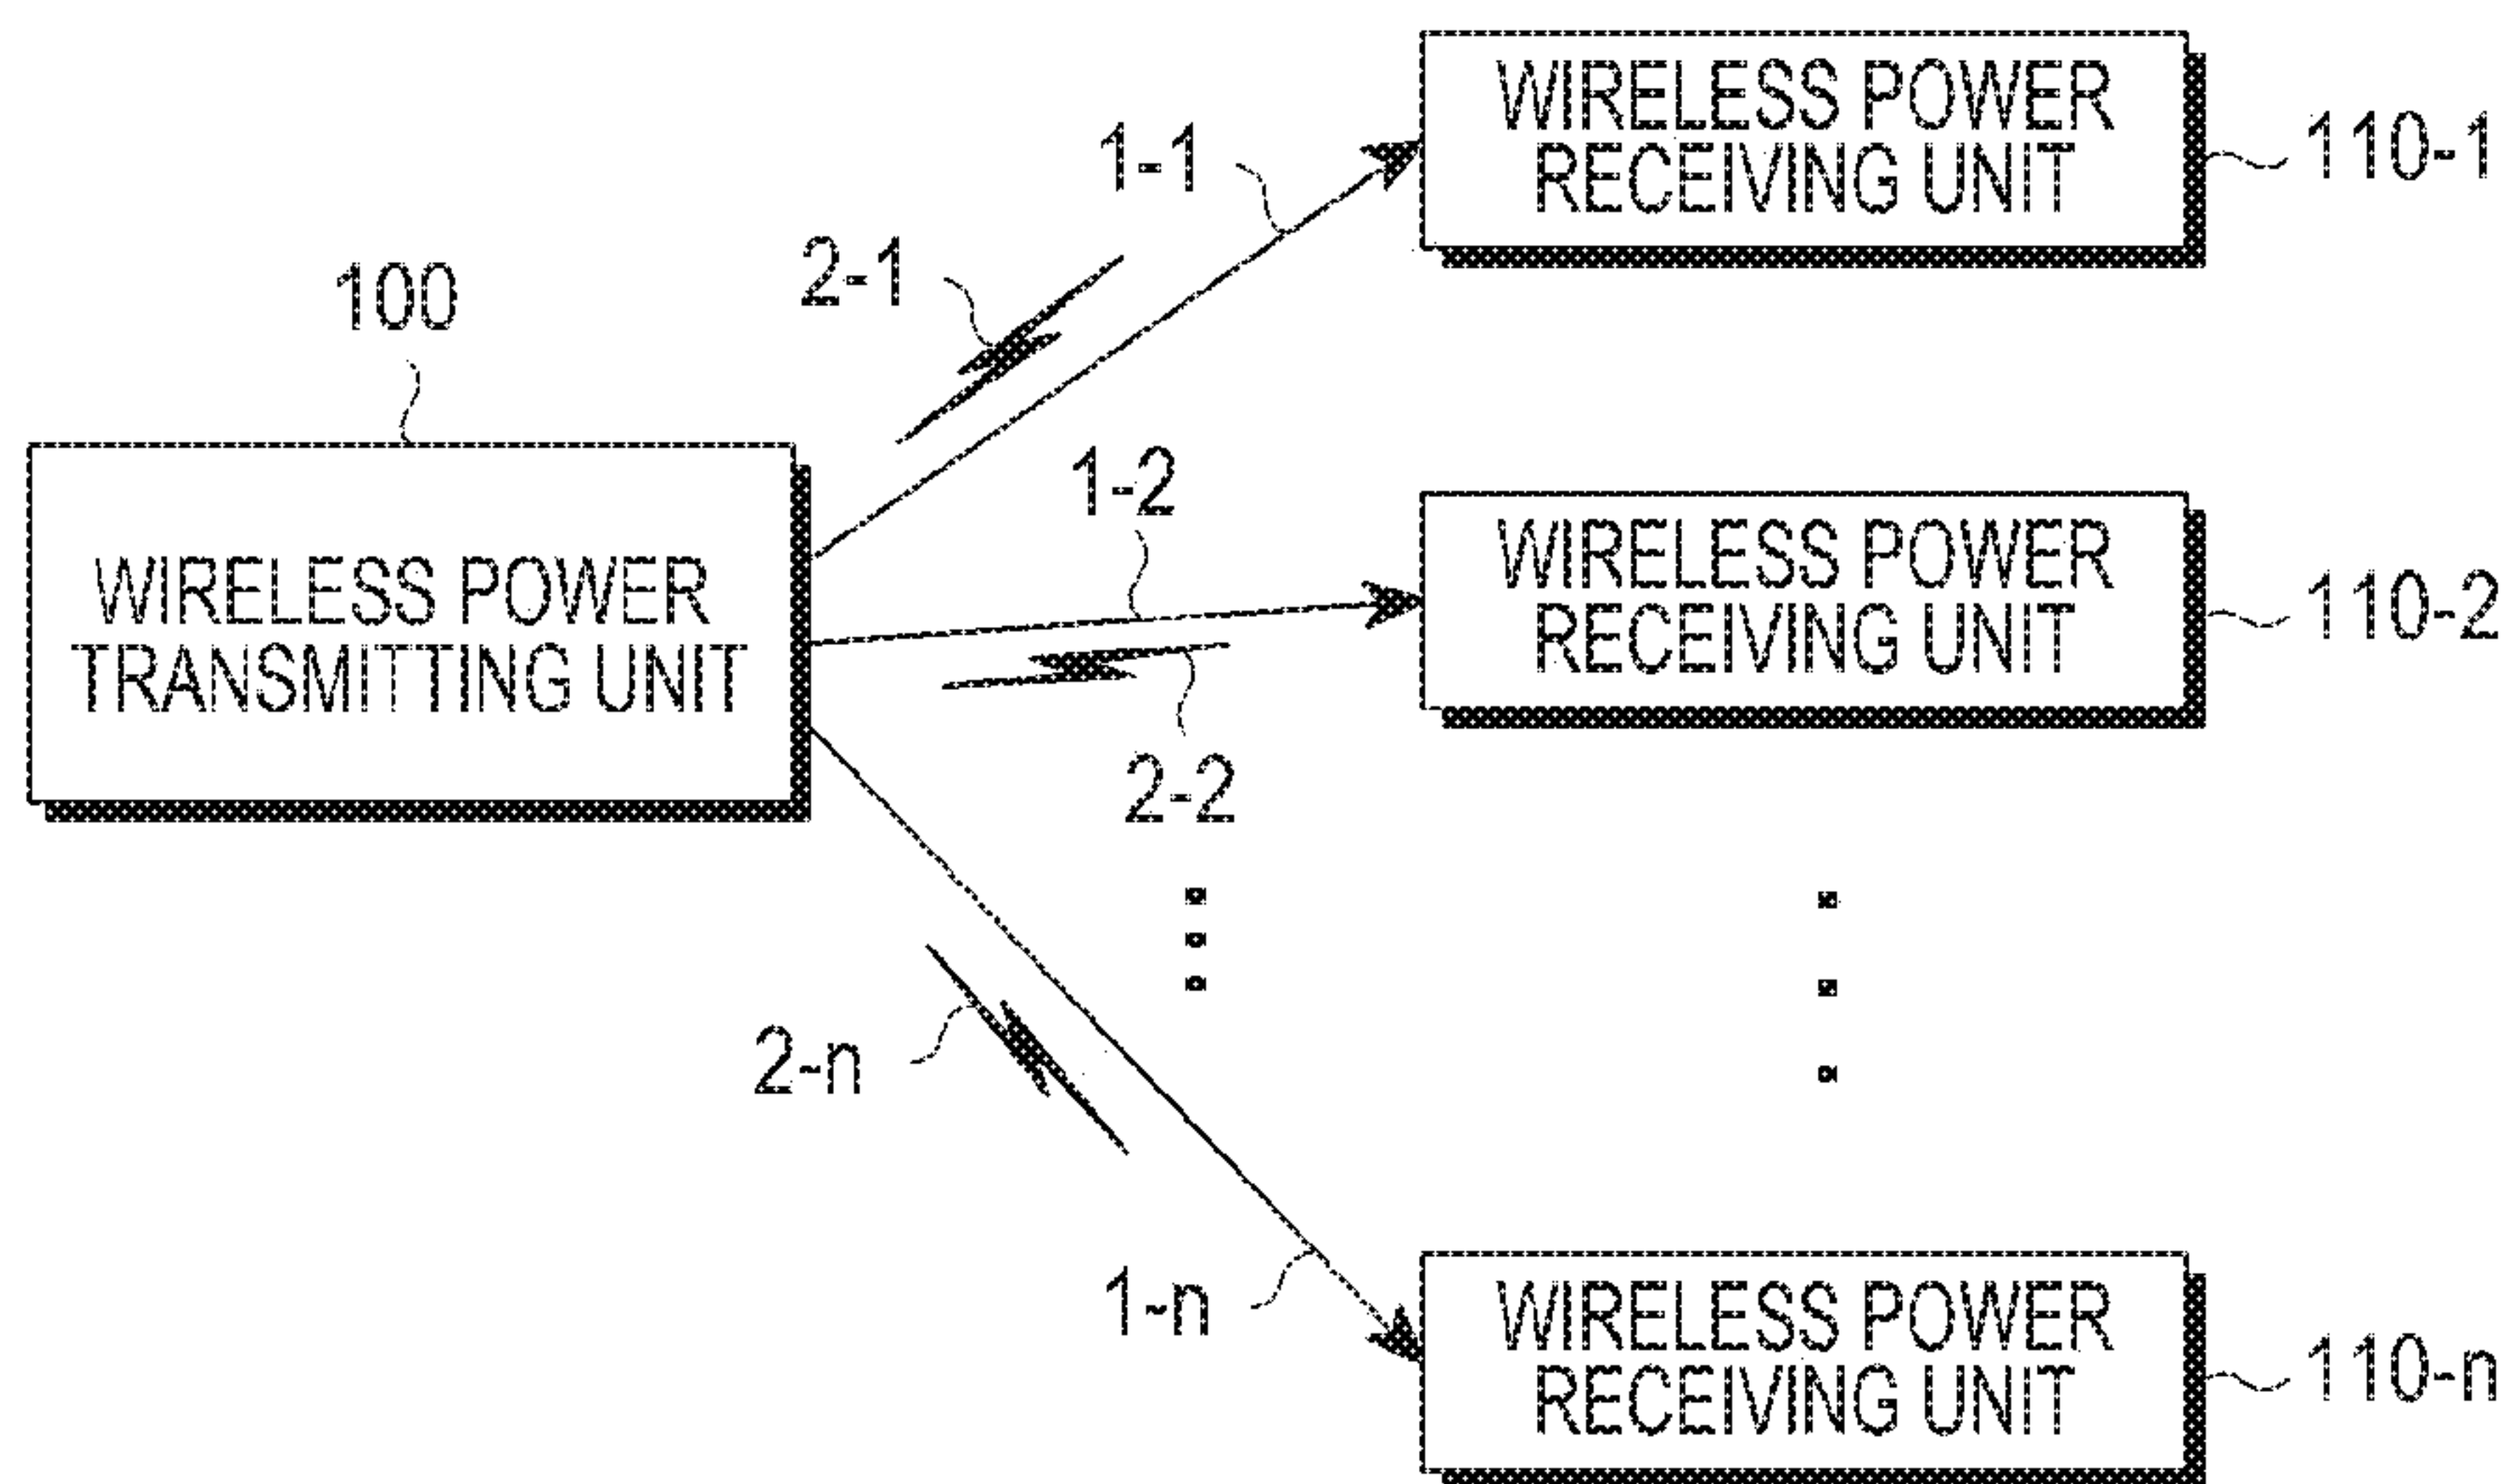 WIRELESS POWER
RECEIVING UNIT
110-1
1-1
2-1
100
1-2
WIRELESS POWER
RECEIVING UNIT
110-2
WIRELESS POWER
TRANSMITTING UNIT
2-2
2-n
1-n
WIRELESS POWER
RECEIVING UNIT
110-n